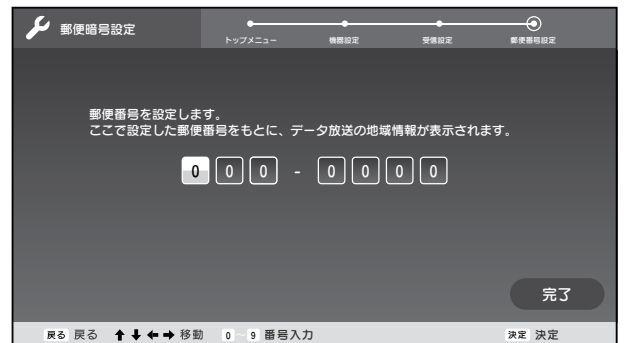 郵便暗号設定
トップメニュー 機器設定 受信設定 郵便番号設定
郵便番号を設定します。
ここで設定した郵便番号をもとに、データ放送の地域情報が表示されます。
0 0 0 - 0 0 0 0
完了
戻る 戻る ↑ ↓ ← → 移動 0 ~ 9 番号入力 決定 決定